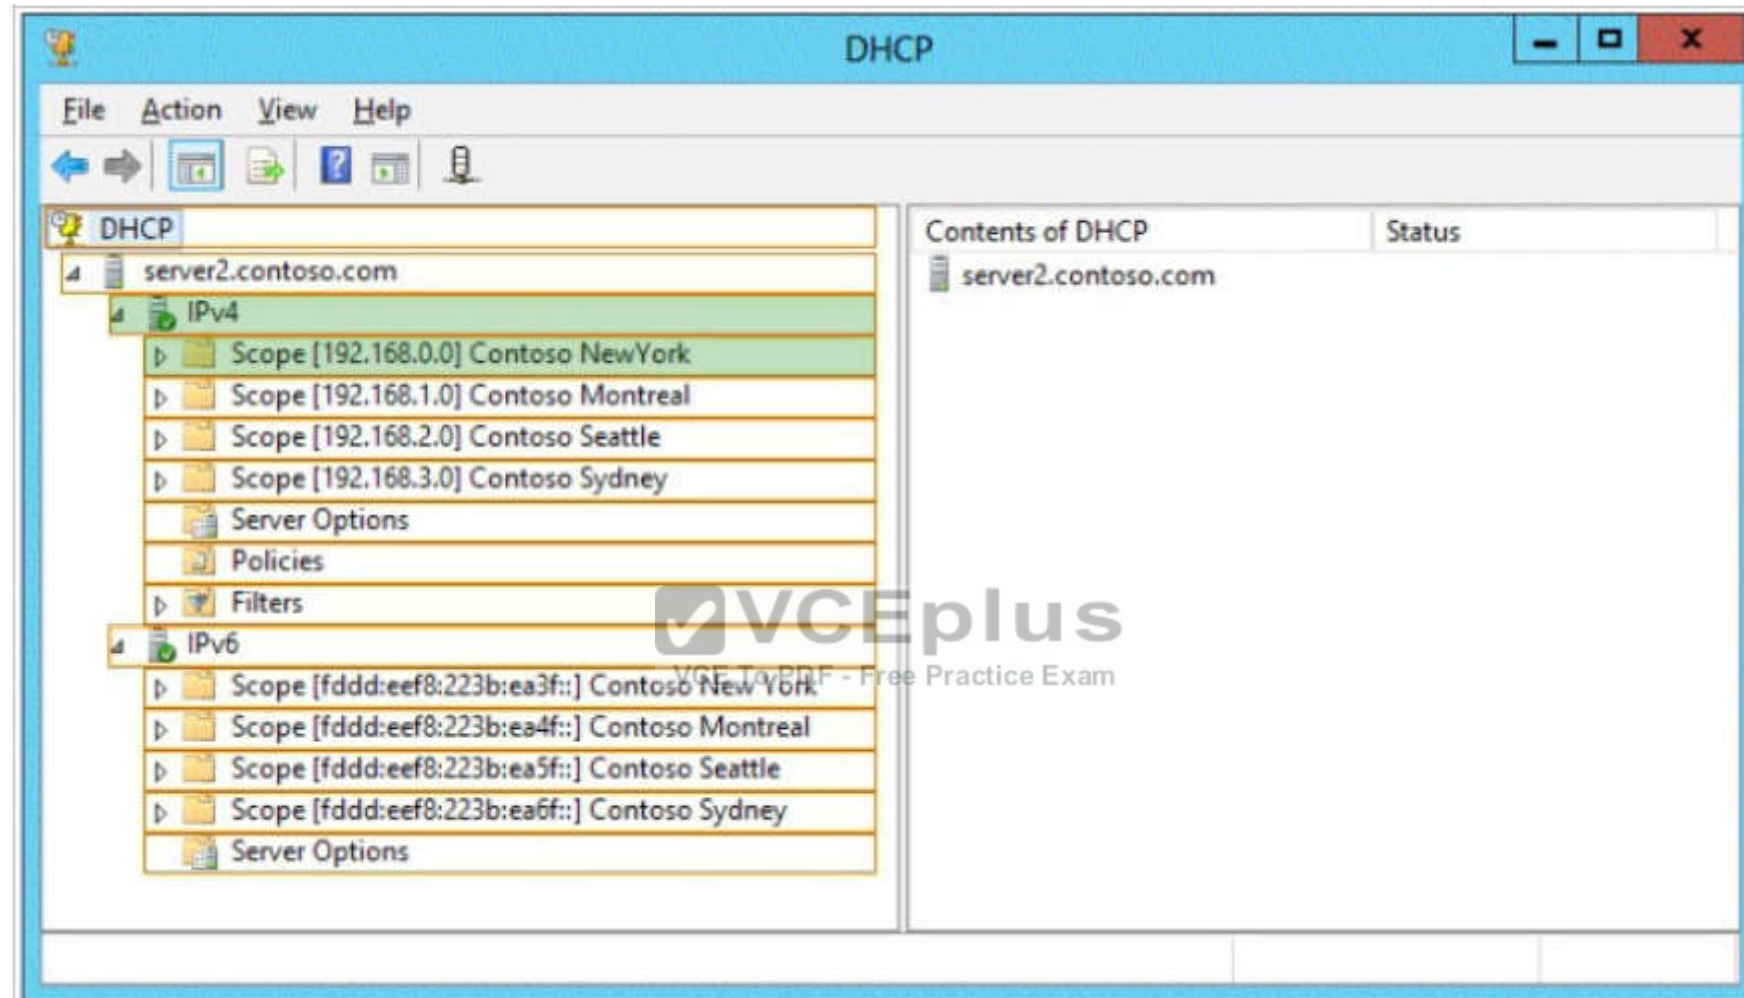 DHCP
File Action View Help
DHCP
server2.contoso.com
IPv4
Scope [192.168.0.0] Contoso NewYork
Scope [192.168.1.0] Contoso Montreal
Scope [192.168.2.0] Contoso Seattle
Scope [192.168.3.0] Contoso Sydney
Server Options
Policies
Filters
IPv6
Scope [fddd:eef8:223b:ea3f::] Contoso New York
Scope [fddd:eef8:223b:ea4f::] Contoso Montreal
Scope [fddd:eef8:223b:ea5f::] Contoso Seattle
Scope [fddd:eef8:223b:ea6f::] Contoso Sydney
Server Options
Contents of DHCP Status
server2.contoso.com
VCEplus
VCE To PDF - Free Practice Exam